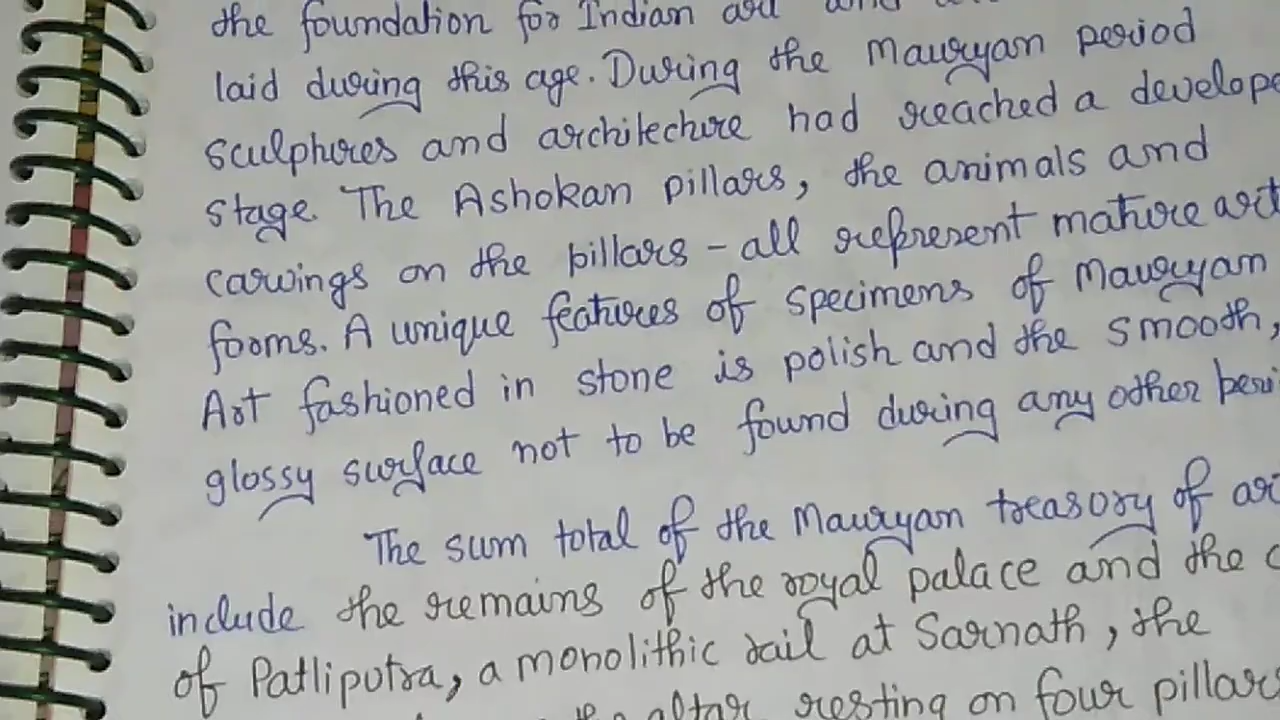 the foundation for Indian art and
laid during this age. During the Mauryan period
sculptures and architecture had reached a develope
stage. The Ashokan pillars, the animals and
carvings on the pillars - all represent mature art
forms. A unique features of specimens of Mauryan
Art fashioned in stone is polish and the smooth,
glossy surface not to be found during any other peri
The sum total of the Mauryan treasory of ar
include the remains of the royal palace and the c
of Patliputra, a monolithic rail at Sarnath, the
the altar resting on four pillars